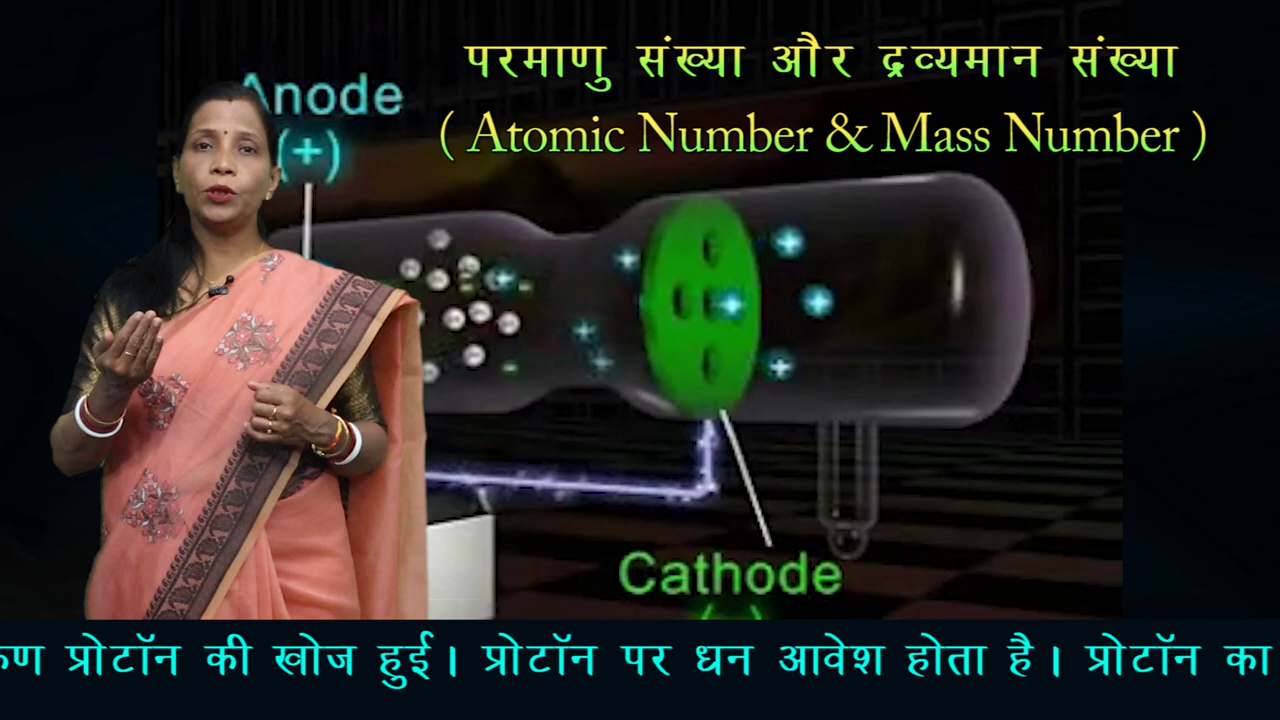 परमाणु संख्या और द्रव्यमान संख्या
( Atomic Number & Mass Number )
Anode
(+)
Cathode
प्रोटॉन की खोज हुई। प्रोटॉन पर धन आवेश होता है। प्रोटॉन का